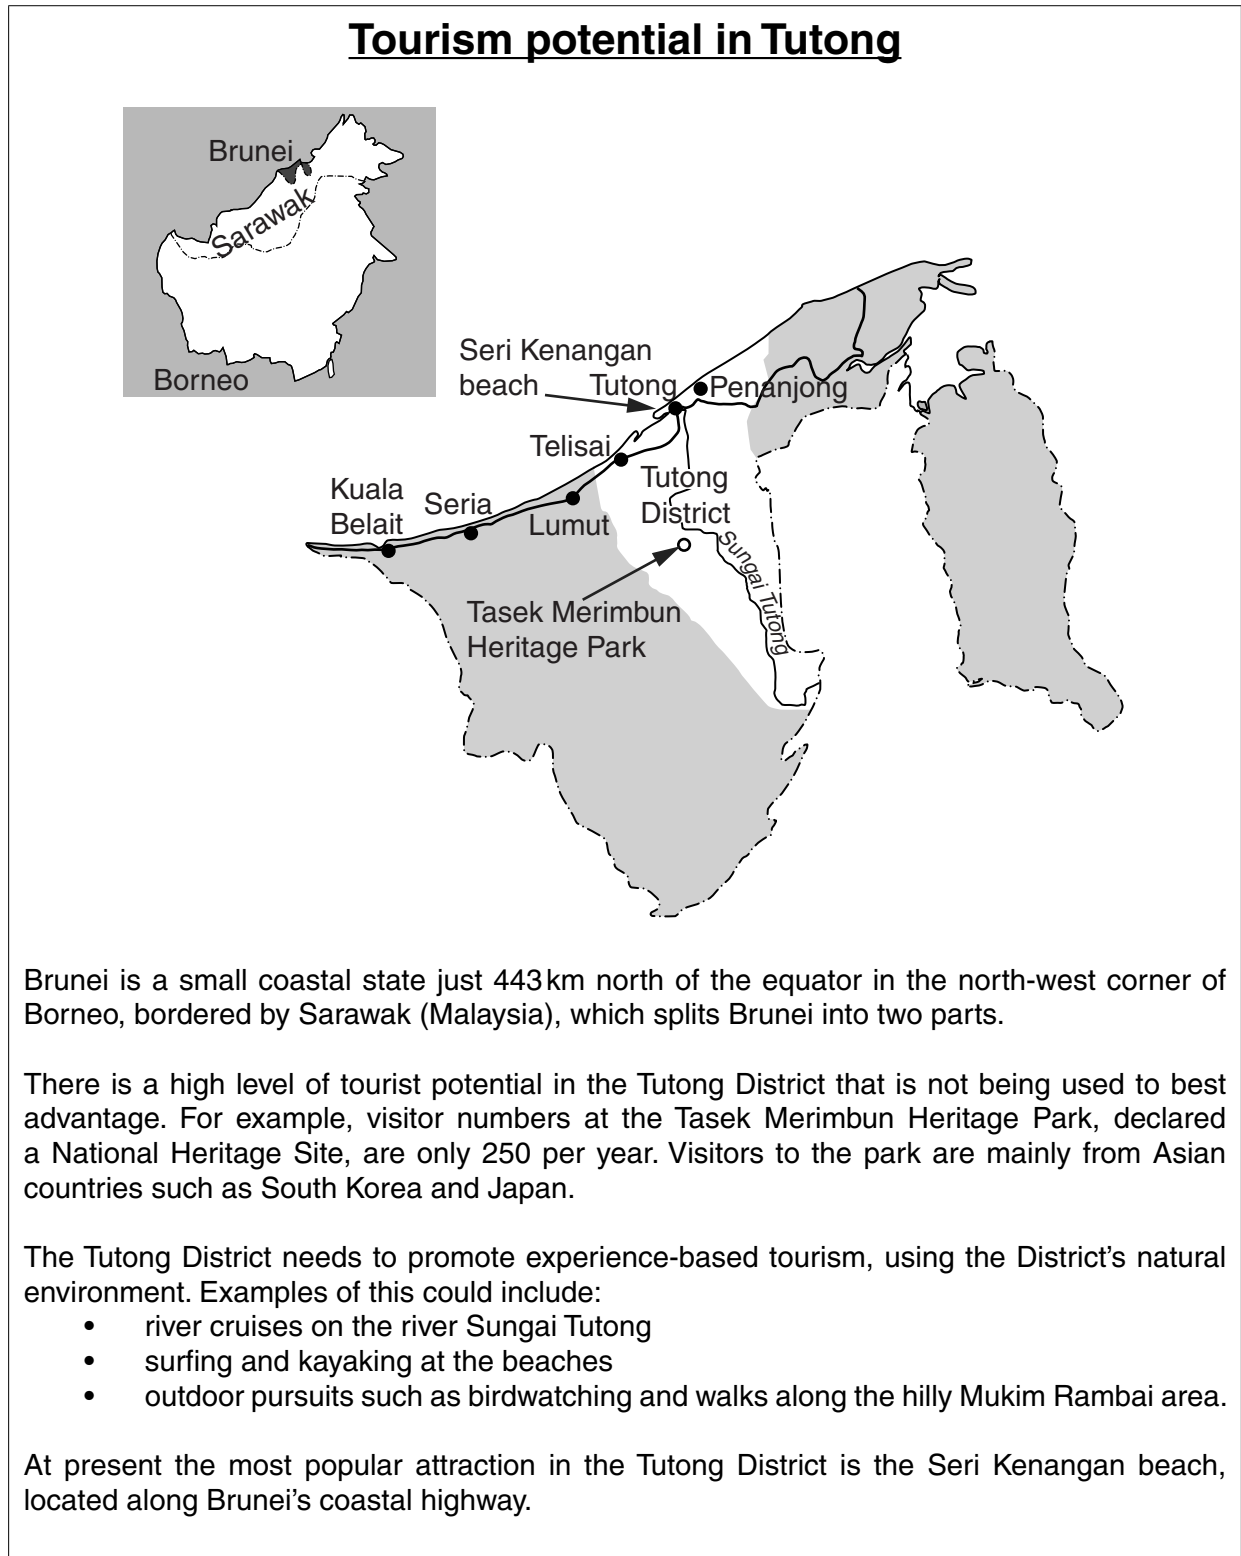 Tourism potential in Tutong
Brunei
Sarawak
Borneo
Seri Kenangan
beach
Tutong
Penanjong
Telisai
Kuala
Belait
Seria
Lumut
Tutong
District
Sungai Tutong
Tasek Merimbun
Heritage Park
Brunei is a small coastal state just 443 km north of the equator in the north-west corner of
Borneo, bordered by Sarawak (Malaysia), which splits Brunei into two parts.
There is a high level of tourist potential in the Tutong District that is not being used to best
advantage. For example, visitor numbers at the Tasek Merimbun Heritage Park, declared
a National Heritage Site, are only 250 per year. Visitors to the park are mainly from Asian
countries such as South Korea and Japan.
The Tutong District needs to promote experience-based tourism, using the District's natural
environment. Examples of this could include:
• river cruises on the river Sungai Tutong
• surfing and kayaking at the beaches
• outdoor pursuits such as birdwatching and walks along the hilly Mukim Rambai area.
At present the most popular attraction in the Tutong District is the Seri Kenangan beach,
located along Brunei's coastal highway.